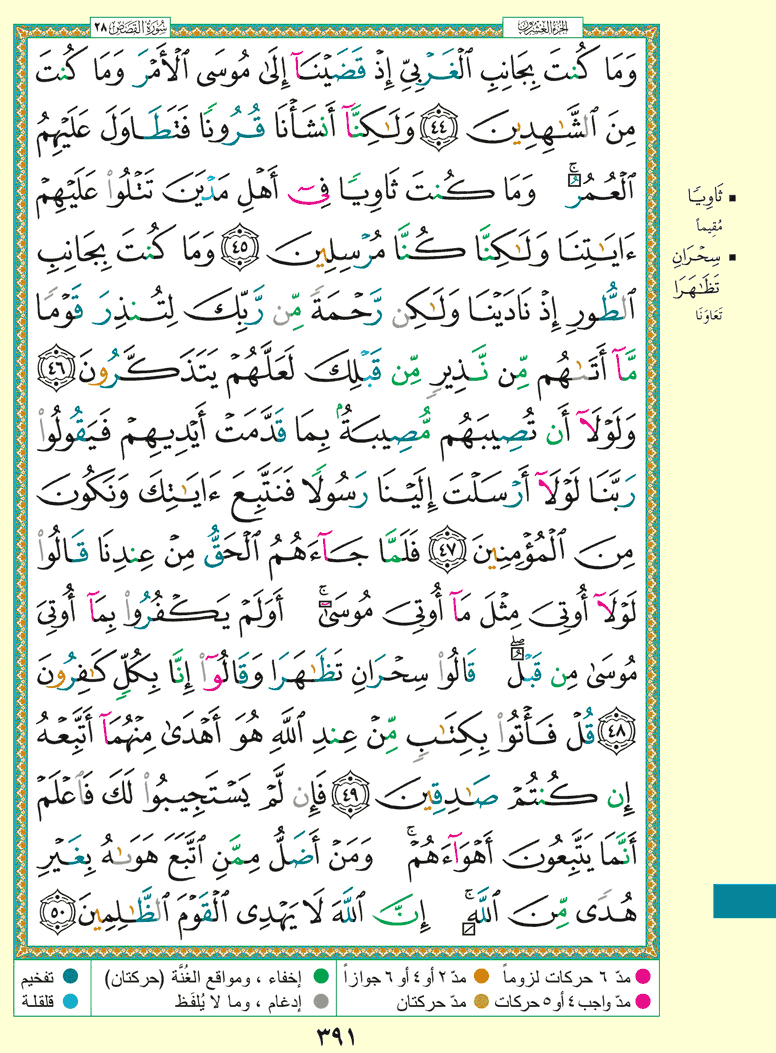 الجزء العشرون
سورة القصص ٢٨
وَمَا كُنتَ بِجَانِبِ ٱلْغَرْبِيِّ إِذْ قَضَيْنَآ إِلَىٰ مُوسَى ٱلْأَمْرَ وَمَا كُنتَ
مِنَ ٱلشَّٰهِدِينَ ٤٤ وَلَٰكِنَّآ أَنشَأْنَا قُرُونًا فَتَطَاوَلَ عَلَيْهِمُ
ٱلْعُمُرُ ۚ وَمَا كُنتَ ثَاوِيًا فِىٓ أَهْلِ مَدْيَنَ تَتْلُوا۟ عَلَيْهِمْ
ءَايَٰتِنَا وَلَٰكِنَّا كُنَّا مُرْسِلِينَ ٤٥ وَمَا كُنتَ بِجَانِبِ
ٱلطُّورِ إِذْ نَادَيْنَا وَلَٰكِن رَّحْمَةً مِّن رَّبِّكَ لِتُنذِرَ قَوْمًا
مَّآ أَتَىٰهُم مِّن نَّذِيرٍ مِّن قَبْلِكَ لَعَلَّهُمْ يَتَذَكَّرُونَ ٤٦
وَلَوْلَآ أَن تُصِيبَهُم مُّصِيبَةٌۢ بِمَا قَدَّمَتْ أَيْدِيهِمْ فَيَقُولُوا۟
رَبَّنَا لَوْلَآ أَرْسَلْتَ إِلَيْنَا رَسُولًا فَنَتَّبِعَ ءَايَٰتِكَ وَنَكُونَ
مِنَ ٱلْمُؤْمِنِينَ ٤٧ فَلَمَّا جَآءَهُمُ ٱلْحَقُّ مِنْ عِندِنَا قَالُوا۟
لَوْلَآ أُوتِىَ مِثْلَ مَآ أُوتِىَ مُوسَىٰٓ ۚ أَوَلَمْ يَكْفُرُوا۟ بِمَآ أُوتِىَ
مُوسَىٰ مِن قَبْلُ ۖ قَالُوا۟ سِحْرَانِ تَظَٰهَرَا وَقَالُوٓا۟ إِنَّا بِكُلٍّ كَٰفِرُونَ
٤٨ قُلْ فَأْتُوا۟ بِكِتَٰبٍ مِّنْ عِندِ ٱللَّهِ هُوَ أَهْدَىٰ مِنْهُمَآ أَتَّبِعْهُ
إِن كُنتُمْ صَٰدِقِينَ ٤٩ فَإِن لَّمْ يَسْتَجِيبُوا۟ لَكَ فَٱعْلَمْ
أَنَّمَا يَتَّبِعُونَ أَهْوَآءَهُمْ ۚ وَمَنْ أَضَلُّ مِمَّنِ ٱتَّبَعَ هَوَىٰهُ بِغَيْرِ
هُدًى مِّنَ ٱللَّهِ ۚ إِنَّ ٱللَّهَ لَا يَهْدِى ٱلْقَوْمَ ٱلظَّٰلِمِينَ ٥٠
ثَاوِيًا
مُقِيماً
سِحْرَانِ
تَظَٰهَرَا
تَعَاوَنَا
مدّ ٦ حركات لزوماً
مدّ ٢ أو ٤ أو ٦ جوازاً
إخفاء ، ومواقع الغُنَّة (حركتان)
تفخيم
مدّ واجب ٤ أو ٥ حركات
مدّ حركتان
إدغام ، وما لا يُلفَظ
قلقلة
٣٩١